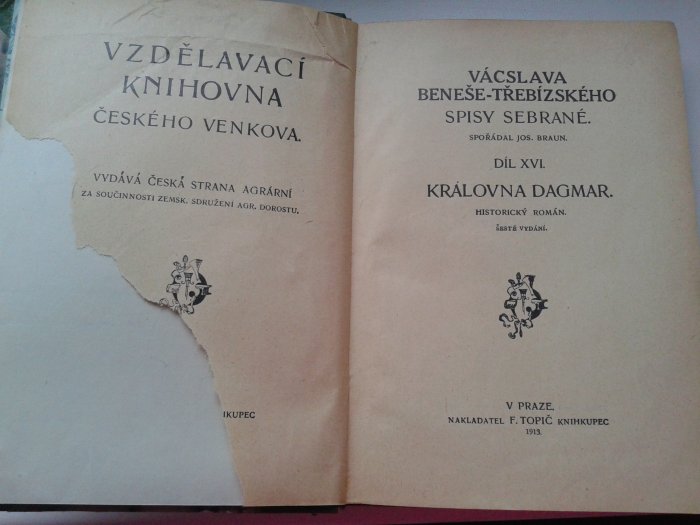 VZDĚLAVACÍ
KNIHOVNA
ČESKÉHO VENKOVA.
VYDÁVÁ ČESKÁ STRANA AGRÁRNÍ
ZA SOUČINNOSTI ZEMSK. SDRUŽENÍ AGR. DOROSTU.
HKUPEC
VÁCSLAVA
BENEŠE-TŘEBÍZSKÉHO
SPISY SEBRANÉ.
SPOŘÁDAL JOS. BRAUN.
DÍL XVI.
KRÁLOVNA DAGMAR.
HISTORICKÝ ROMÁN.
ŠESTÉ VYDÁNÍ.
V PRAZE.
NAKLADATEL F. TOPIČ KNIHKUPEC
1913.